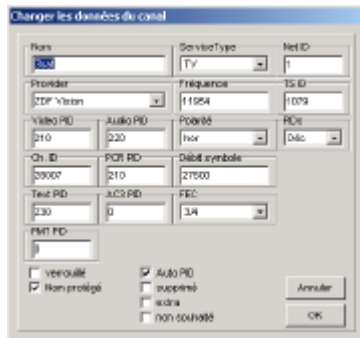 Changer les données du canal
Nom
ServiceType
Net ID
TV
1
Provider
Fréquence
TS ID
ZDF Vision
11954
1079
Video PID
Audio PID
Polarité
PIDs
210
220
hor
Déc.
Ch. ID
PCR PID
Débit symbole
28007
210
27500
Text PID
AC3 PID
FEC
230
0
3/4
PMT PID
verrouillé
Auto PID
Nom protégé
supprimé
Annuler
extra
non souhaité
OK